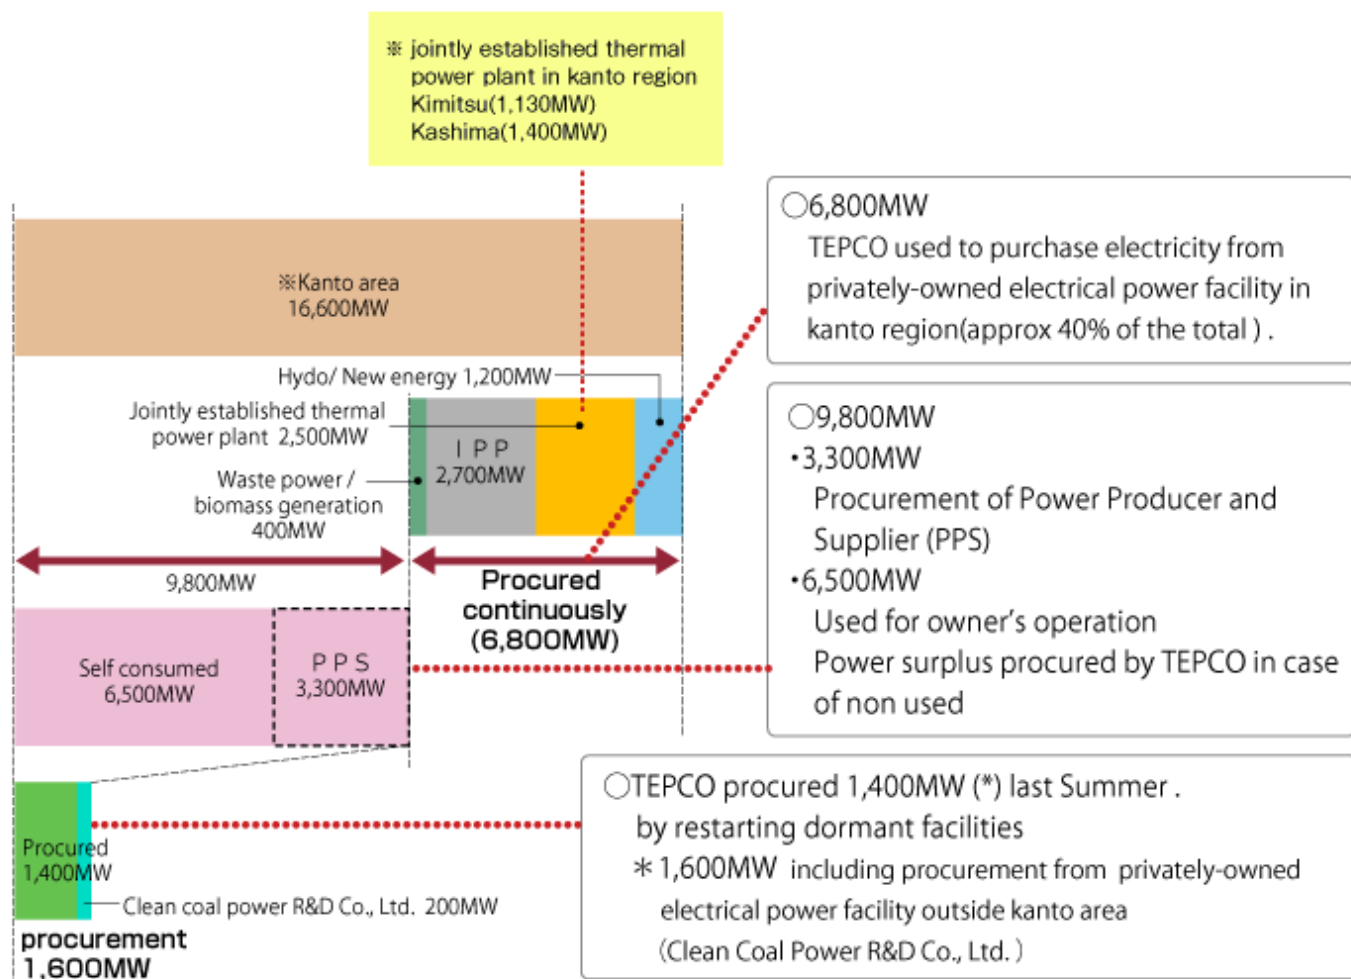 ※ jointly established thermal
power plant in kanto region
Kimitsu(1,130MW)
Kashima(1,400MW)
○6,800MW
TEPCO used to purchase electricity from
privately-owned electrical power facility in
kanto region(approx 40% of the total ) .
※Kanto area
16,600MW
Hydo/ New energy 1,200MW
Jointly established thermal
power plant 2,500MW
I P P
2,700MW
Waste power /
biomass generation
400MW
○9,800MW
・3,300MW
Procurement of Power Producer and
Supplier (PPS)
・6,500MW
Used for owner's operation
Power surplus procured by TEPCO in case
of non used
9,800MW
Procured
continuously
(6,800MW)
Self consumed
6,500MW
P P S
3,300MW
○TEPCO procured 1,400MW (*) last Summer .
by restarting dormant facilities
＊1,600MW including procurement from privately-owned
electrical power facility outside kanto area
(Clean Coal Power R&D Co., Ltd. )
Procured
1,400MW
Clean coal power R&D Co., Ltd. 200MW
procurement
1,600MW